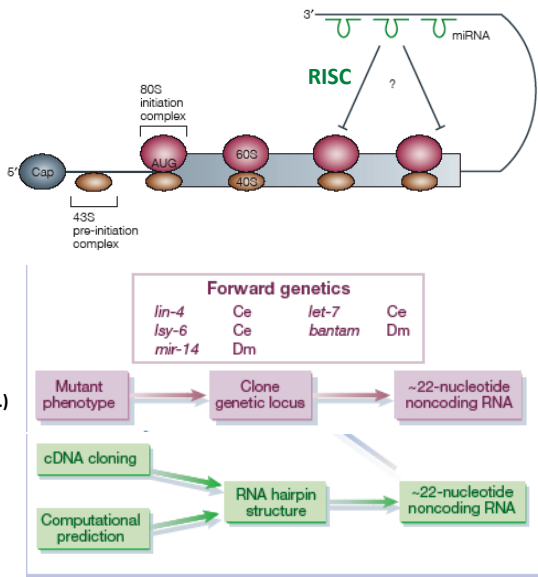 3′
miRNA
RISC
?
80S
initiation
complex
AUG
60S
5′
Cap
40S
43S
pre-initiation
complex
Forward genetics
lin-4 Ce let-7 Ce
lsy-6 Ce bantam Dm
mir-14 Dm
.)
Mutant
phenotype
Clone
genetic locus
~22-nucleotide
noncoding RNA
cDNA cloning
Computational
prediction
RNA hairpin
structure
~22-nucleotide
noncoding RNA